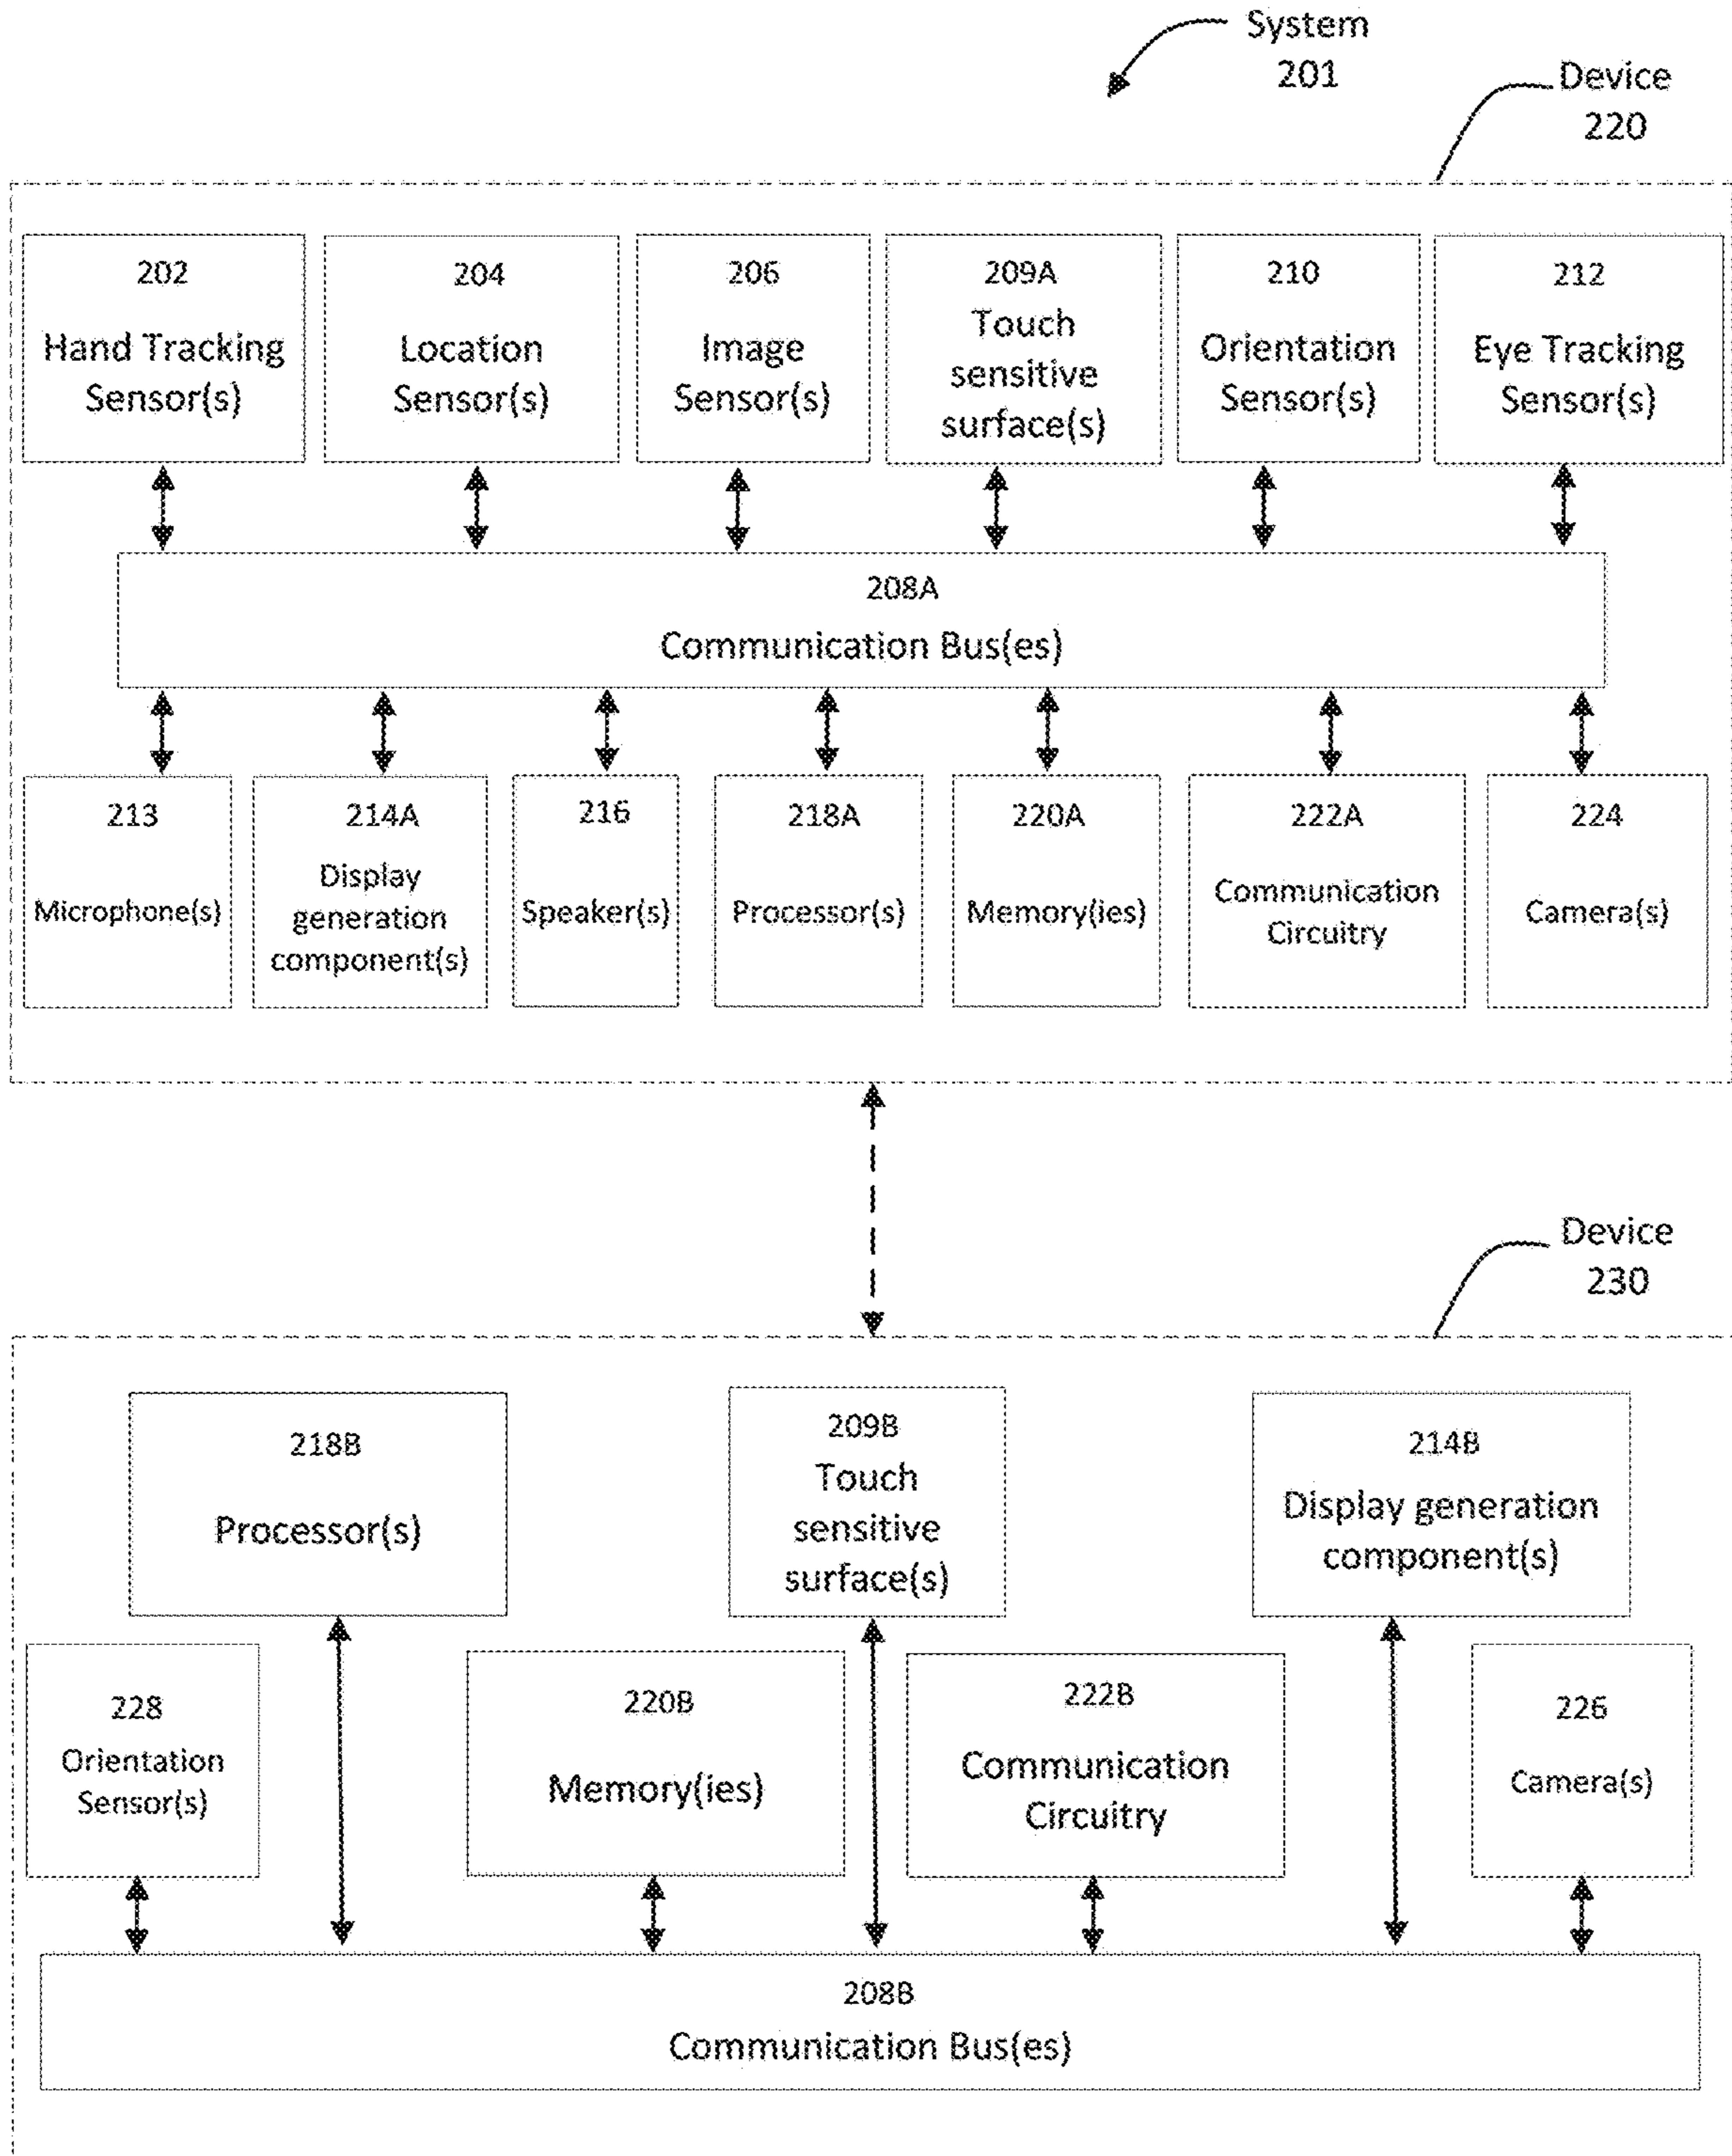 System
201
Device
220
202
Hand Tracking
Sensor(s)
204
Location
Sensor(s)
206
Image
Sensor(s)
209A
Touch
sensitive
surface(s)
210
Orientation
Sensor(s)
212
Eye Tracking
Sensor(s)
208A
Communication Bus(es)
213
Microphone(s)
214A
Display
generation
component(s)
216
Speaker(s)
218A
Processor(s)
220A
Memory(ies)
222A
Communication
Circuitry
224
Camera(s)
Device
230
218B
Processor(s)
209B
Touch
sensitive
surface(s)
214B
Display generation
component(s)
228
Orientation
Sensor(s)
220B
Memory(ies)
222B
Communication
Circuitry
226
Camera(s)
208B
Communication Bus(es)